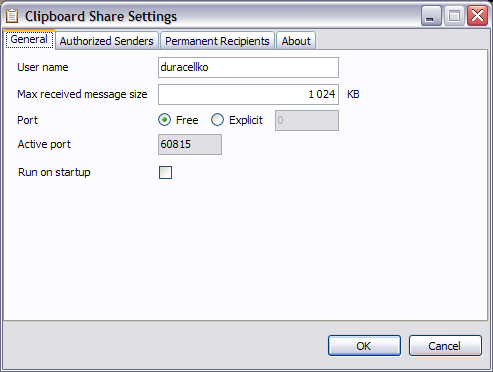 Clipboard Share Settings
General Authorized Senders Permanent Recipients About
User name duracellko
Max received message size 1 024 KB
Port Free Explicit 0
Active port 60815
Run on startup
OK Cancel